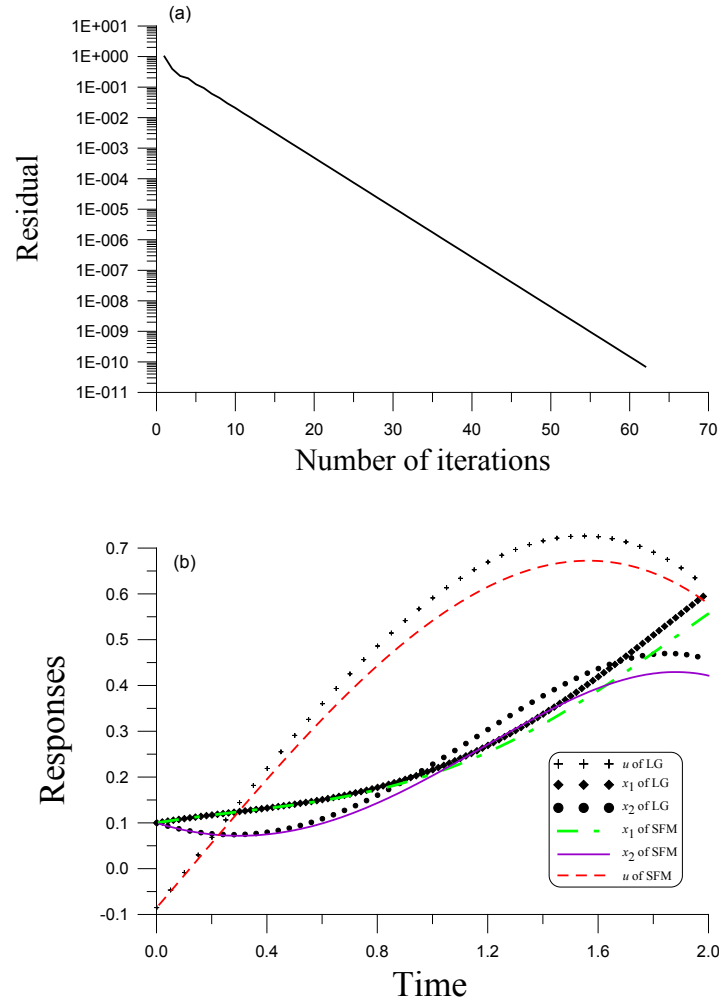 (a)
1E+001
1E+000
1E-001
1E-002
1E-003
1E-004
1E-005
1E-006
1E-007
1E-008
1E-009
1E-010
1E-011
Residual
0 10 20 30 40 50 60 70
Number of iterations
(b)
0.7
0.6
0.5
0.4
0.3
0.2
0.1
0.0
-0.1
Responses
u of LG
x1 of LG
x2 of LG
x1 of SFM
x2 of SFM
u of SFM
0.0 0.4 0.8 1.2 1.6 2.0
Time